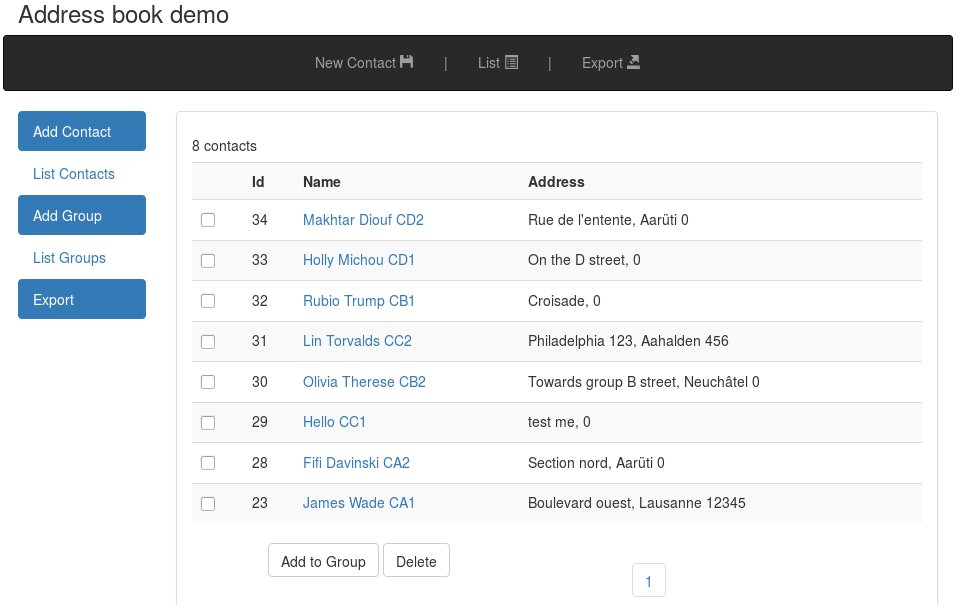 Address book demo
New Contact | List | Export
Add Contact
List Contacts
Add Group
List Groups
Export
8 contacts
Id Name Address
34 Makhtar Diouf CD2 Rue de l'entente, Aarüti 0
33 Holly Michou CD1 On the D street, 0
32 Rubio Trump CB1 Croisade, 0
31 Lin Torvalds CC2 Philadelphia 123, Aahalden 456
30 Olivia Therese CB2 Towards group B street, Neuchâtel 0
29 Hello CC1 test me, 0
28 Fifi Davinski CA2 Section nord, Aarüti 0
23 James Wade CA1 Boulevard ouest, Lausanne 12345
Add to Group Delete
1